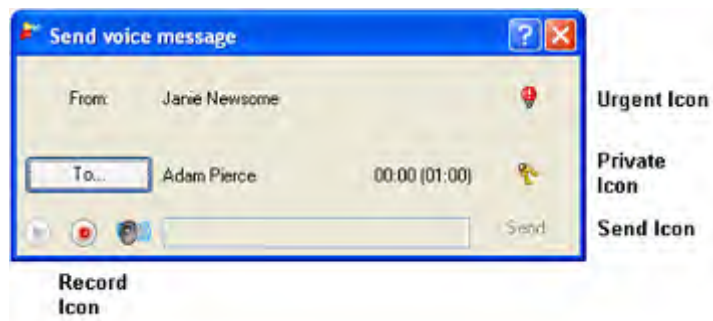 Send voice message
From:
Janie Newsome
Urgent Icon
To...
Adam Pierce
00:00 (01:00)
Private
Icon
Send
Send Icon
Record
Icon